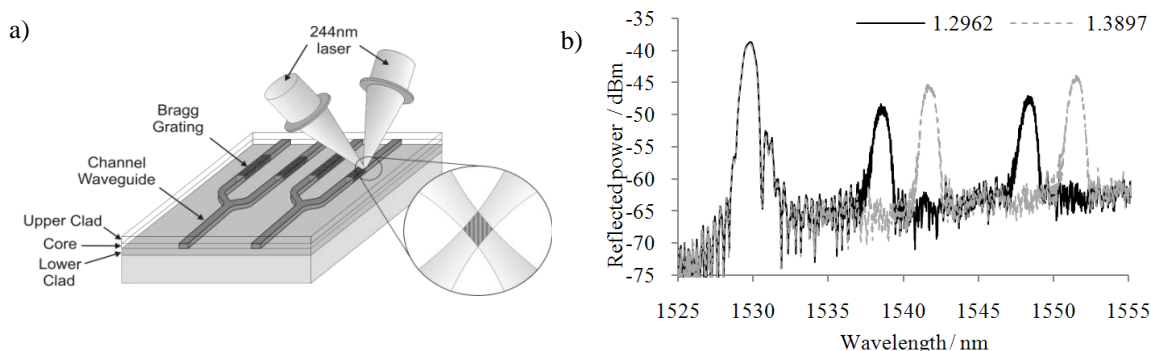 a)
244nm
laser
Bragg
Grating
Channel
Waveguide
Upper Clad
Core
Lower
Clad
b)
1.2962
1.3897
Reflected power / dBm
-35
-40
-45
-50
-55
-60
-65
-70
-75
1525
1530
1535
1540
1545
1550
1555
Wavelength / nm